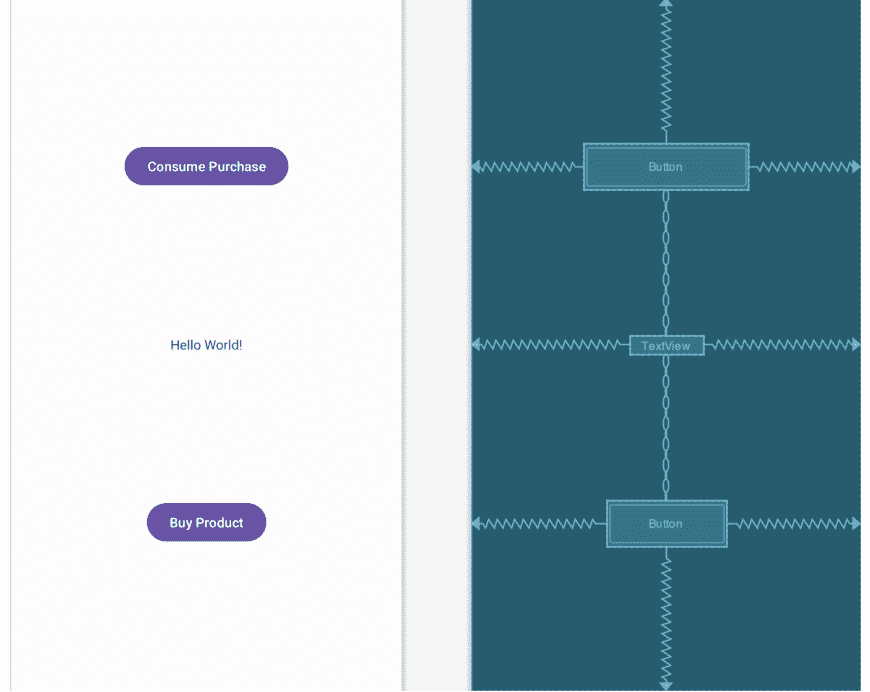 Consume Purchase
Hello World!
Buy Product
Button
TextView
Button